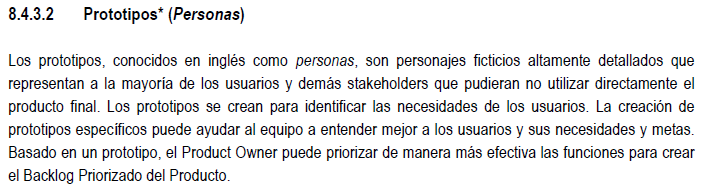 8.4.3.2 Prototipos* (Personas)
Los prototipos, conocidos en inglés como personas, son personajes ficticios altamente detallados que
representan a la mayoría de los usuarios y demás stakeholders que pudieran no utilizar directamente el
producto final. Los prototipos se crean para identificar las necesidades de los usuarios. La creación de
prototipos específicos puede ayudar al equipo a entender mejor a los usuarios y sus necesidades y metas.
Basado en un prototipo, el Product Owner puede priorizar de manera más efectiva las funciones para crear
el Backlog Priorizado del Producto.